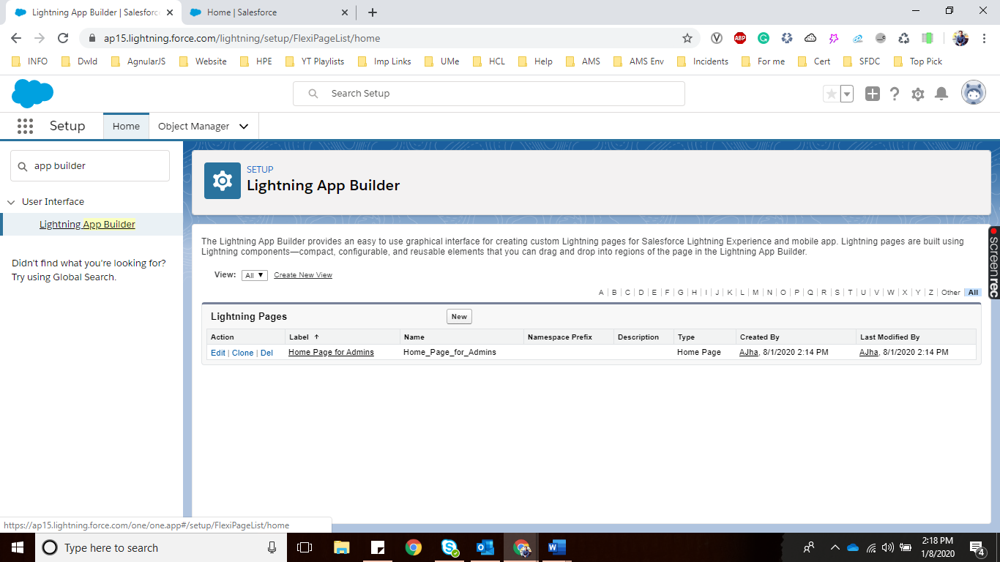 Lightning App Builder | Salesforc
Home | Salesforce
ap15.lightning.force.com/lightning/setup/FlexiPageList/home
ABP
INFO
Dwld
AgnularJS
Website
HPE
YT Playlists
Imp Links
UMe
HCL
Help
AMS
AMS Env
Incidents
For me
Cert
SFDC
Top Pick
Search Setup
Setup
Home
Object Manager
app builder
User Interface
Lightning App Builder
Didn't find what you're looking for?
Try using Global Search.
SETUP
Lightning App Builder
The Lightning App Builder provides an easy to use graphical interface for creating custom Lightning pages for Salesforce Lightning Experience and mobile app. Lightning pages are built using
Lightning components—compact, configurable, and reusable elements that you can drag and drop into regions of the page in the Lightning App Builder.
View: All Create New View
A | B | C | D | E | F | G | H | I | J | K | L | M | N | O | P | Q | R | S | T | U | V | W | X | Y | Z | Other All
Lightning Pages New
Action Label ↑ Name Namespace Prefix Description Type Created By Last Modified By
Edit | Clone | Del Home Page for Admins Home_Page_for_Admins Home Page AJha, 8/1/2020 2:14 PM AJha, 8/1/2020 2:14 PM
screenrec
https://ap15.lightning.force.com/one/one.app#/setup/FlexiPageList/home
Type here to search
2:18 PM
1/8/2020
4